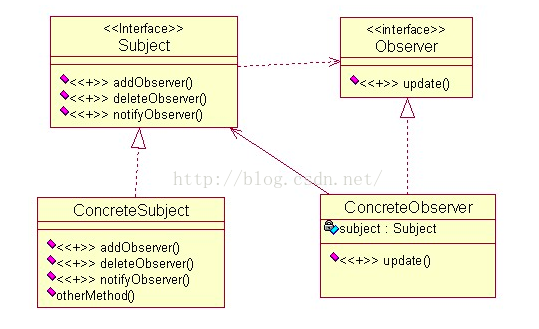 <<Interface>>
Subject
<<+>> addObserver()
<<+>> deleteObserver()
<<+>> notifyObserver()
<<interface>>
Observer
<<+>> update()
http://blog.csdn.net/
ConcreteSubject
<<+>> addObserver()
<<+>> deleteObserver()
<<+>> notifyObserver()
otherMethod()
ConcreteObserver
subject : Subject
<<+>> update()